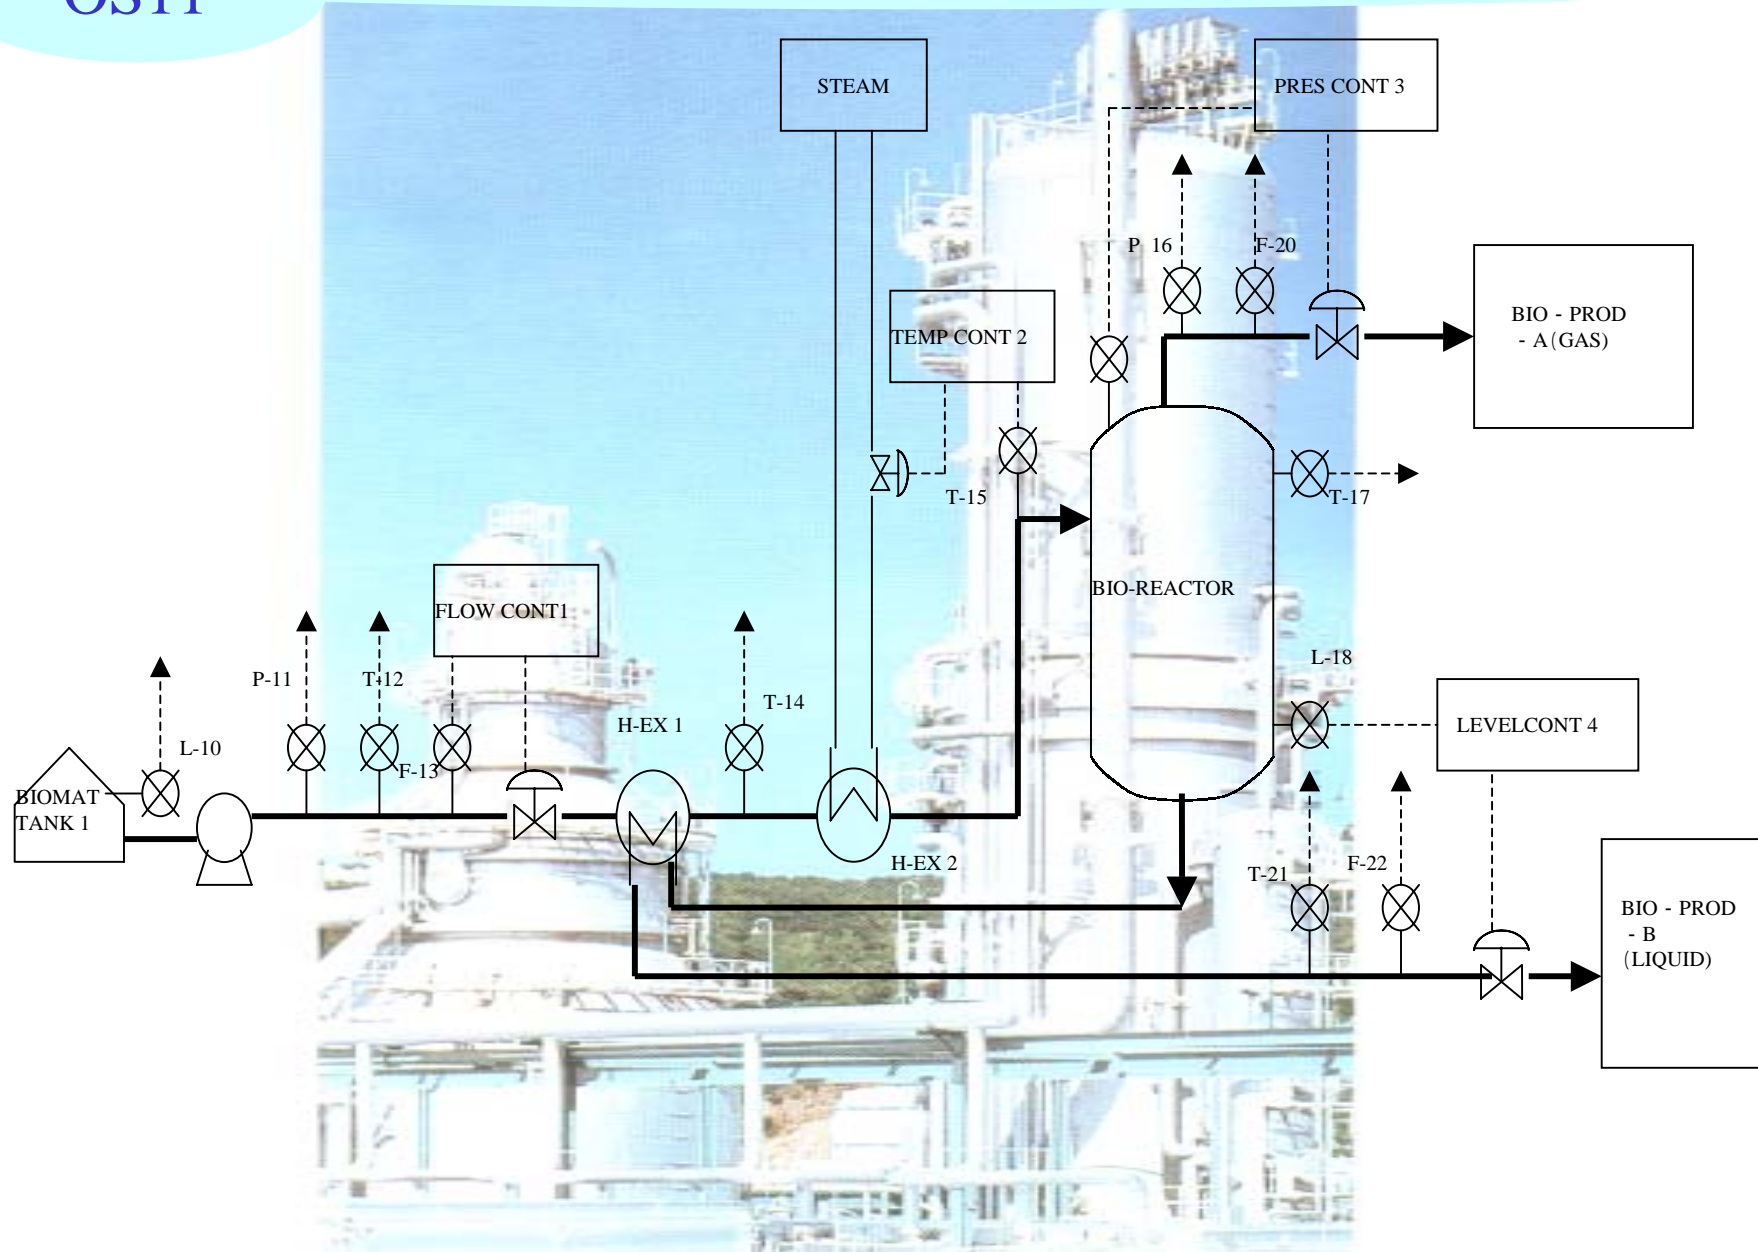 STEAM
PRES CONT 3
P 16
F-20
BIO - PROD
- A(GAS)
TEMP CONT 2
T-15
T-17
BIO-REACTOR
FLOW CONT1
L-18
P-11
T-12
T-14
H-EX 1
LEVELCONT 4
L-10
F-13
BIOMAT
TANK 1
H-EX 2
T-21
F-22
BIO - PROD
- B
(LIQUID)